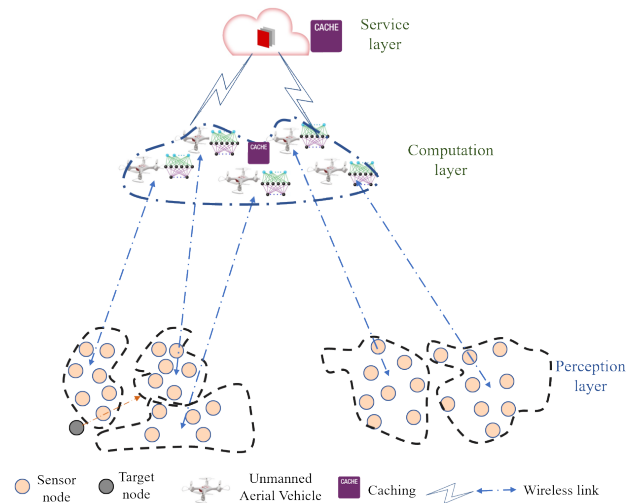 CACHE
Service
layer
CACHE
Computation
layer
Perception
layer
Sensor
node
Target
node
Unmanned
Aerial Vehicle
CACHE
Caching
Wireless link